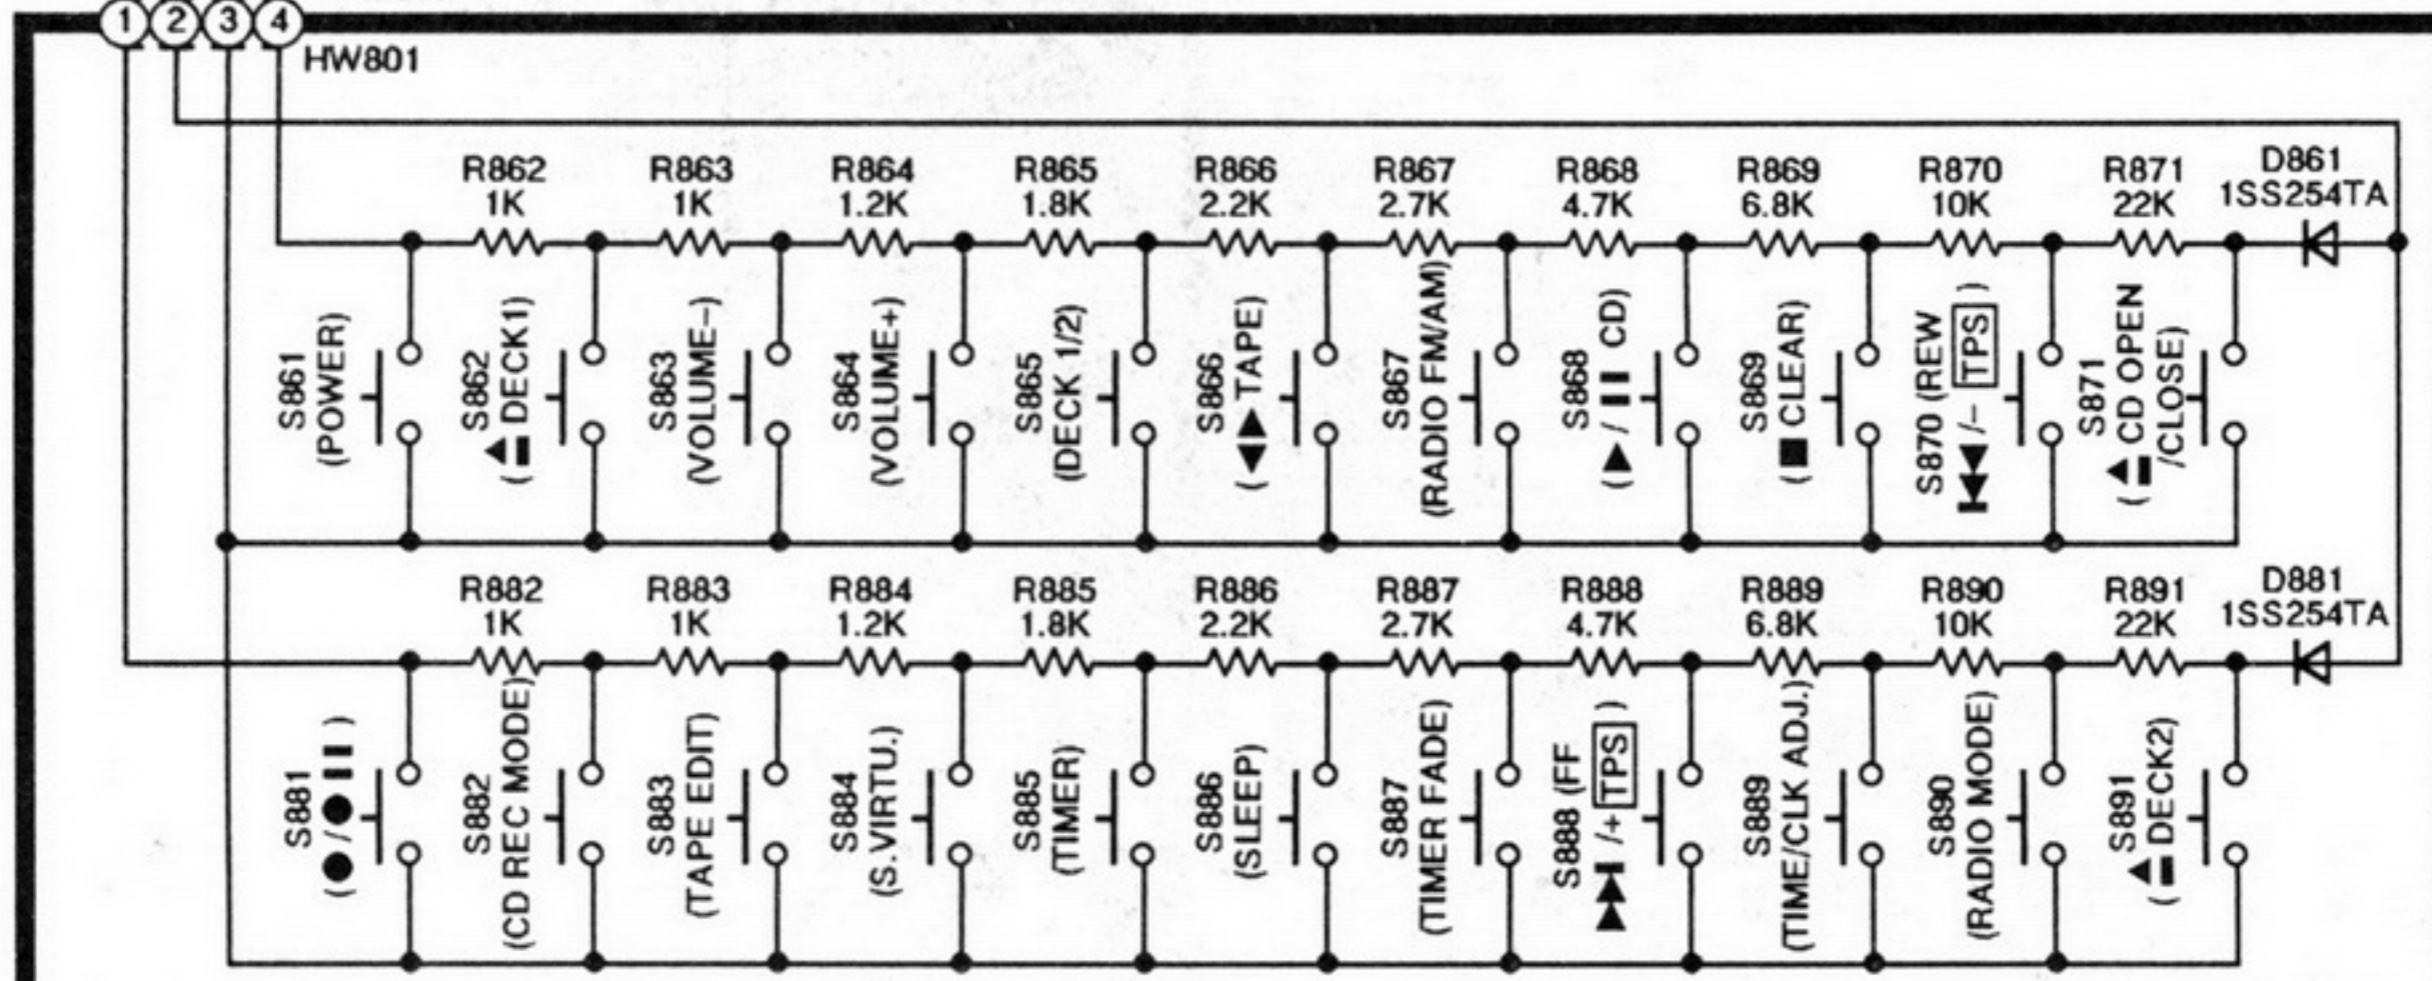 1 2 3 4
HW801
R862 R863 R864 R865 R866 R867 R868 R869 R870 R871 D861
1K 1K 1.2K 1.8K 2.2K 2.7K 4.7K 6.8K 10K 22K 1SS254TA
S861
(POWER)
S862
(⏏ DECK1)
S863
(VOLUME−)
S864
(VOLUME+)
S865
(DECK 1/2)
S866
(◀▶ TAPE)
S867
(RADIO FM/AM)
S868
(▶ / II CD)
S869
(■ CLEAR)
S870 (REW
I◀◀ /− TPS )
S871
(⏏ CD OPEN
/CLOSE)
R882 R883 R884 R885 R886 R887 R888 R889 R890 R891 D881
1K 1K 1.2K 1.8K 2.2K 2.7K 4.7K 6.8K 10K 22K 1SS254TA
S881
(● / ● II )
S882
(CD REC MODE)
S883
(TAPE EDIT)
S884
(S.VIRTU.)
S885
(TIMER)
S886
(SLEEP)
S887
(TIMER FADE)
S888 (FF
▶▶I /+ TPS )
S889
(TIME/CLK ADJ.)
S890
(RADIO MODE)
S891
(⏏ DECK2)